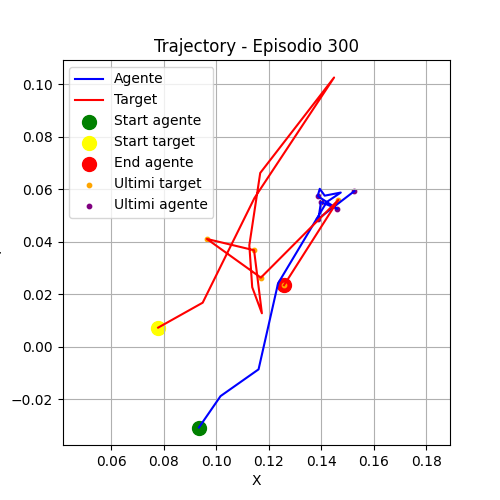 Trajectory - Episodio 300
Agente
Target
Start agente
Start target
End agente
Ultimi target
Ultimi agente
0.10
0.08
0.06
0.04
0.02
0.00
−0.02
0.06
0.08
0.10
0.12
0.14
0.16
0.18
X